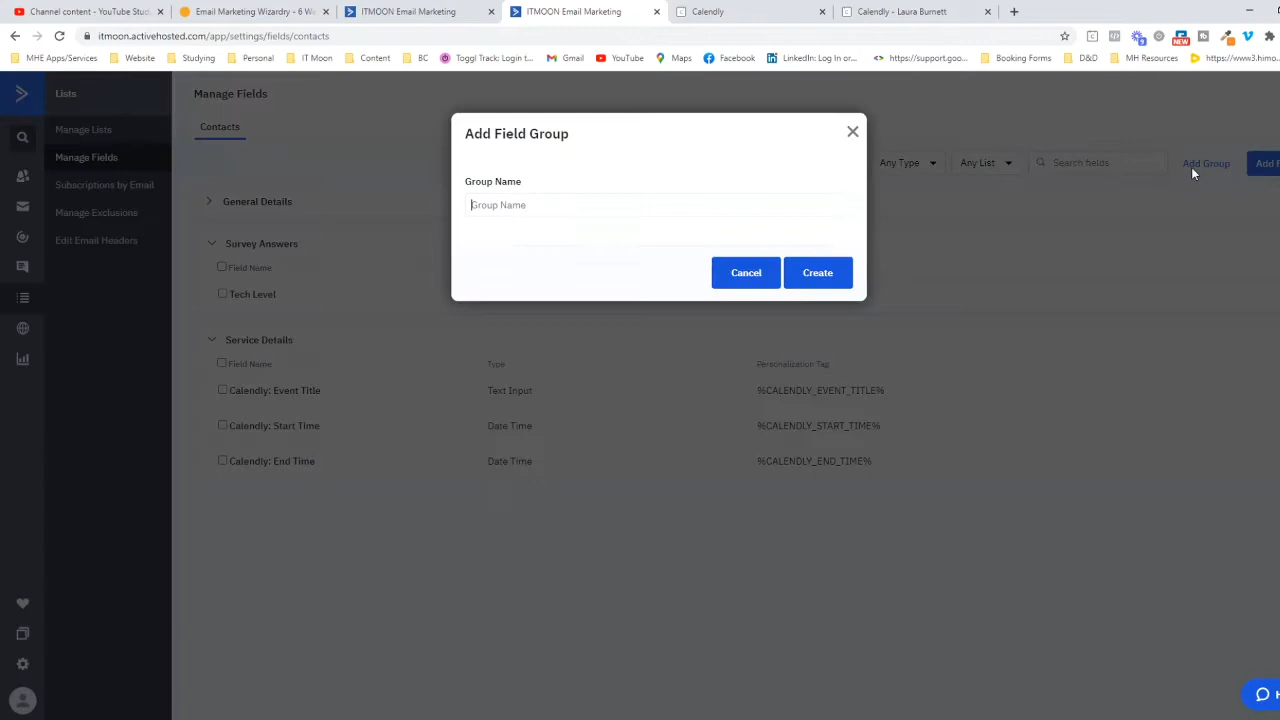 Channel content - YouTube Stud
Email Marketing Wizardry - 6 We
ITMOON Email Marketing
ITMOON Email Marketing
Calendly
Calendly - Laura Burnett
itmoon.activehosted.com/app/settings/fields/contacts
NEW
MHE Apps/Services
Website
Studying
Personal
IT Moon
Content
BC
Toggl Track: Login t...
Gmail
YouTube
Maps
Facebook
LinkedIn: Log In or...
https://support.goo...
Booking Forms
D&D
MH Resources
https://www3.himo
Lists
Manage Lists
Manage Fields
Subscriptions by Email
Manage Exclusions
Edit Email Headers
Manage Fields
Contacts
Any Type
Any List
Search fields
Add Group
Add F
General Details
Survey Answers
Field Name
Tech Level
Service Details
Field Name
Type
Personalization Tag
Calendly: Event Title
Text Input
%CALENDLY_EVENT_TITLE%
Calendly: Start Time
Date Time
%CALENDLY_START_TIME%
Calendly: End Time
Date Time
%CALENDLY_END_TIME%
Add Field Group
Group Name
Group Name
Cancel
Create
H